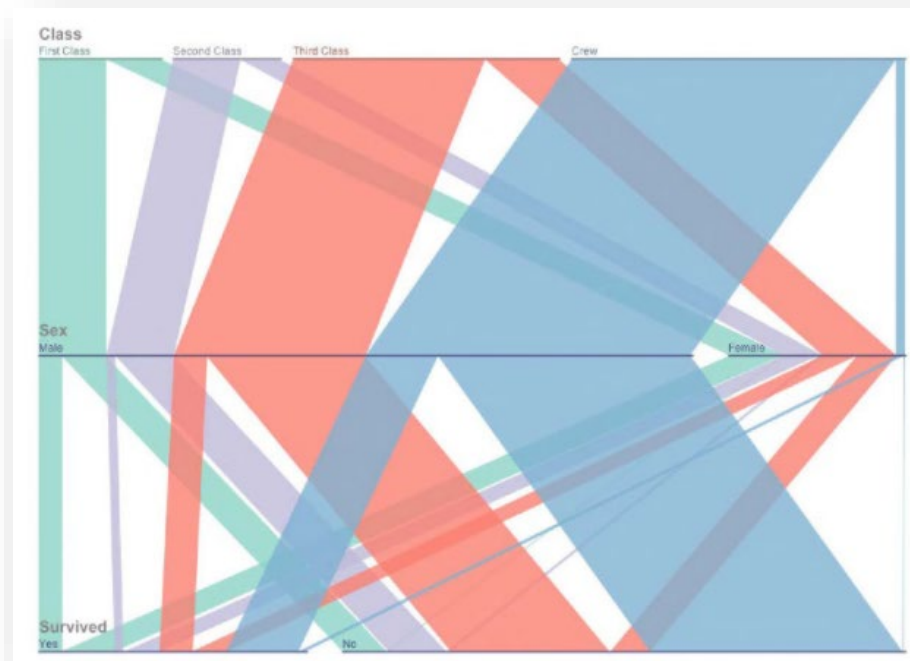 Class
First Class Second Class Third Class Crew
Sex
Male Female
Survived
Yes No